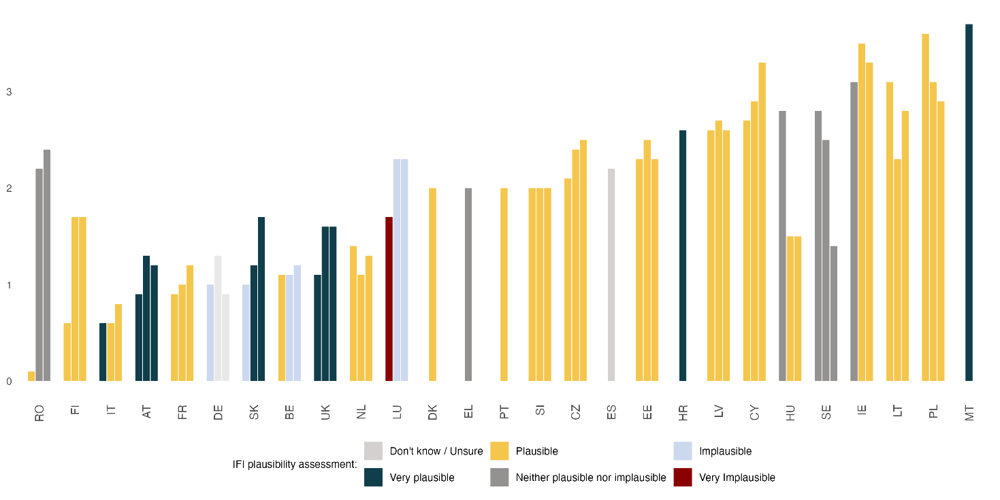 3
2
1
0
RO FI IT AT FR DE SK BE UK NL LU DK EL PT SI CZ ES EE HR LV CY HU SE IE LT PL MT
IFI plausibility assessment:
Don't know / Unsure Plausible Implausible
Very plausible Neither plausible nor implausible Very Implausible